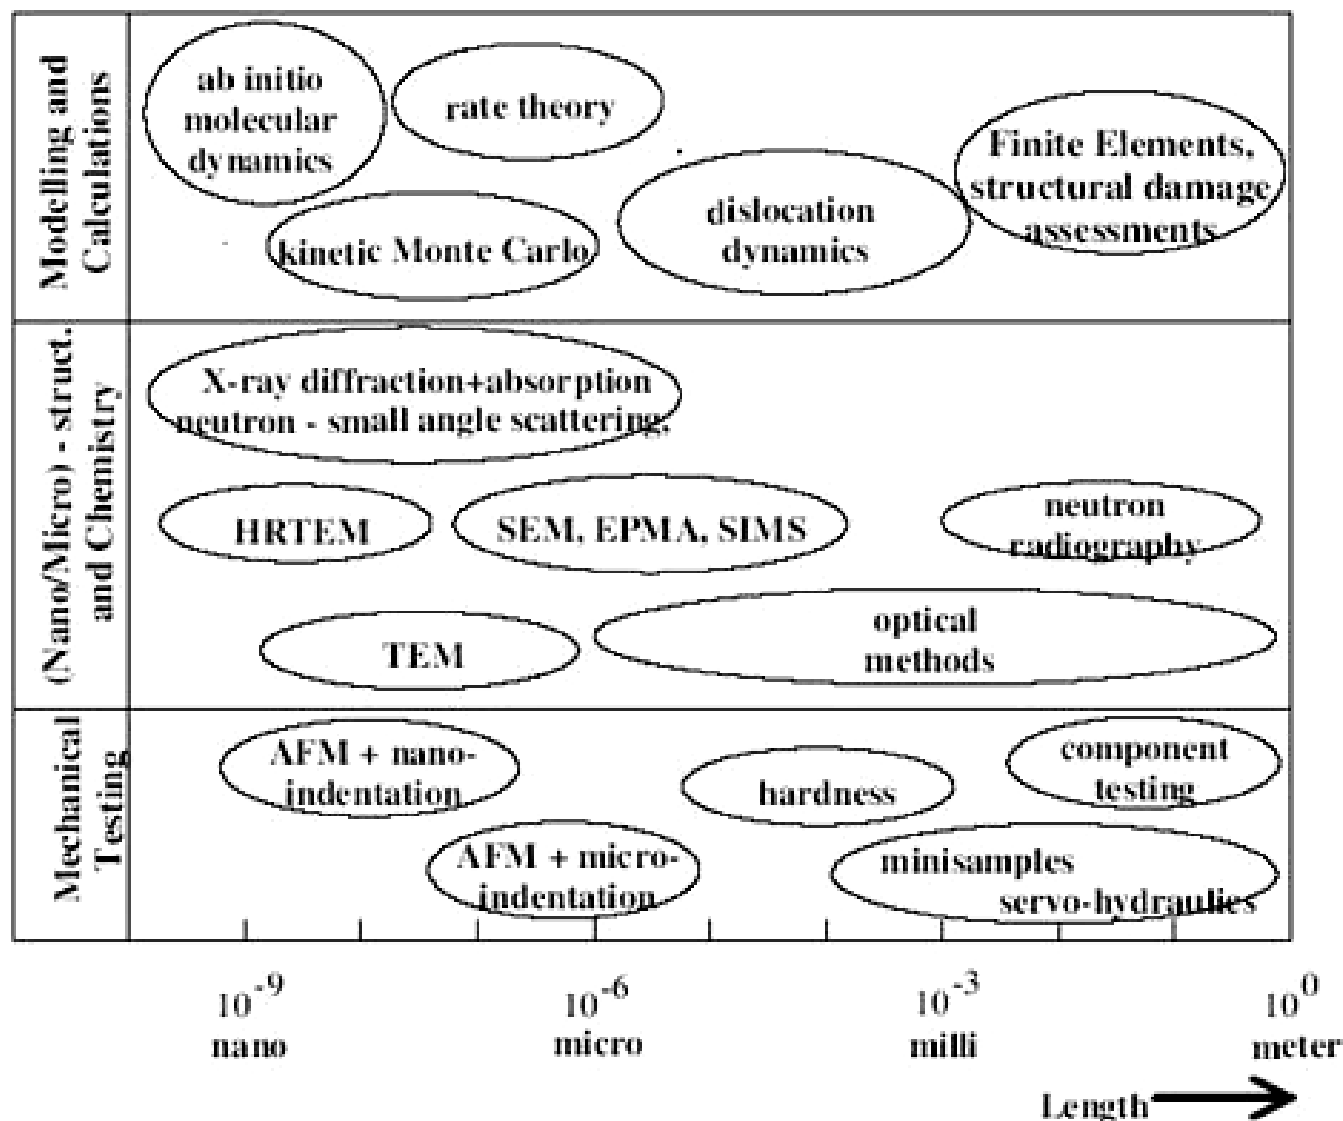 Modelling and
Calculations
ab initio
molecular
dynamics
rate theory
kinetic Monte Carlo
dislocation
dynamics
Finite Elements,
structural damage
assessments
(Nano/Micro) - struct.
and Chemistry
X-ray diffraction+absorption
neutron - small angle scattering,
HRTEM
SEM, EPMA, SIMS
neutron
radiography
TEM
optical
methods
Mechanical
Testing
AFM + nano-
indentation
hardness
component
testing
AFM + micro-
indentation
minisamples
servo-hydraulics
10⁻⁹ 10⁻⁶ 10⁻³ 10⁰
nano micro milli meter
Length